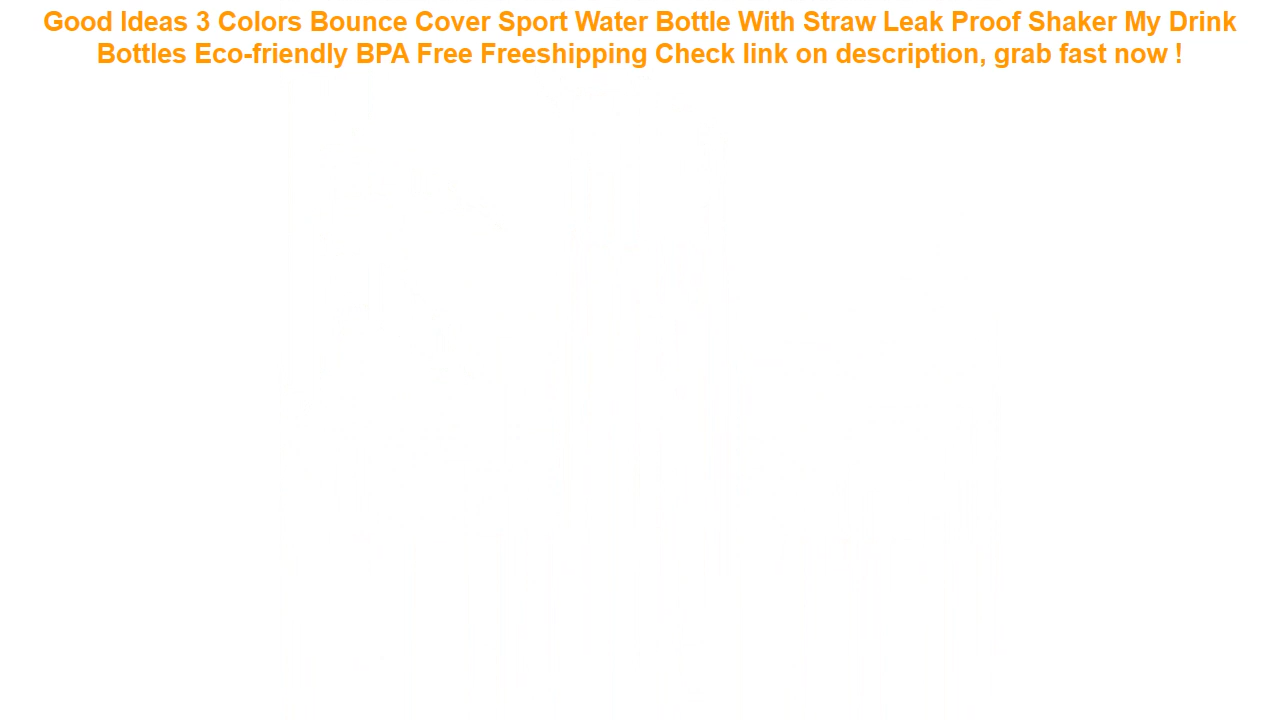 Good Ideas 3 Colors Bounce Cover Sport Water Bottle With Straw Leak Proof Shaker My Drink
Bottles Eco-friendly BPA Free Freeshipping Check link on description, grab fast now !